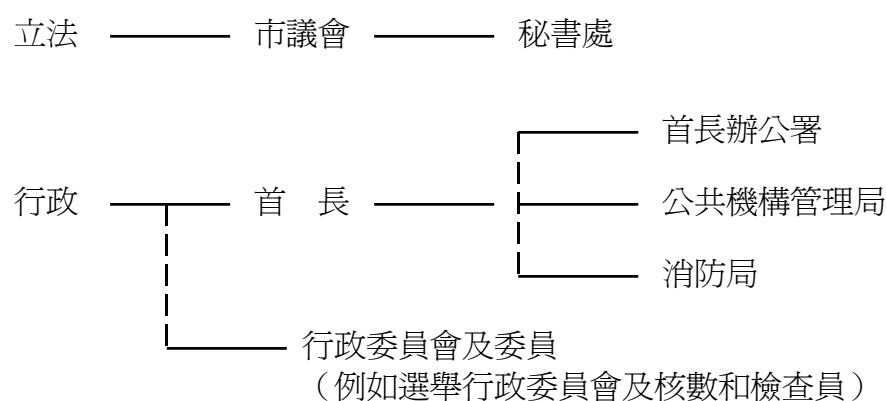 立法 市議會 秘書處
首長辦公署
行政 首 長 公共機構管理局
消防局
行政委員會及委員
（例如選舉行政委員會及核數和檢查員）